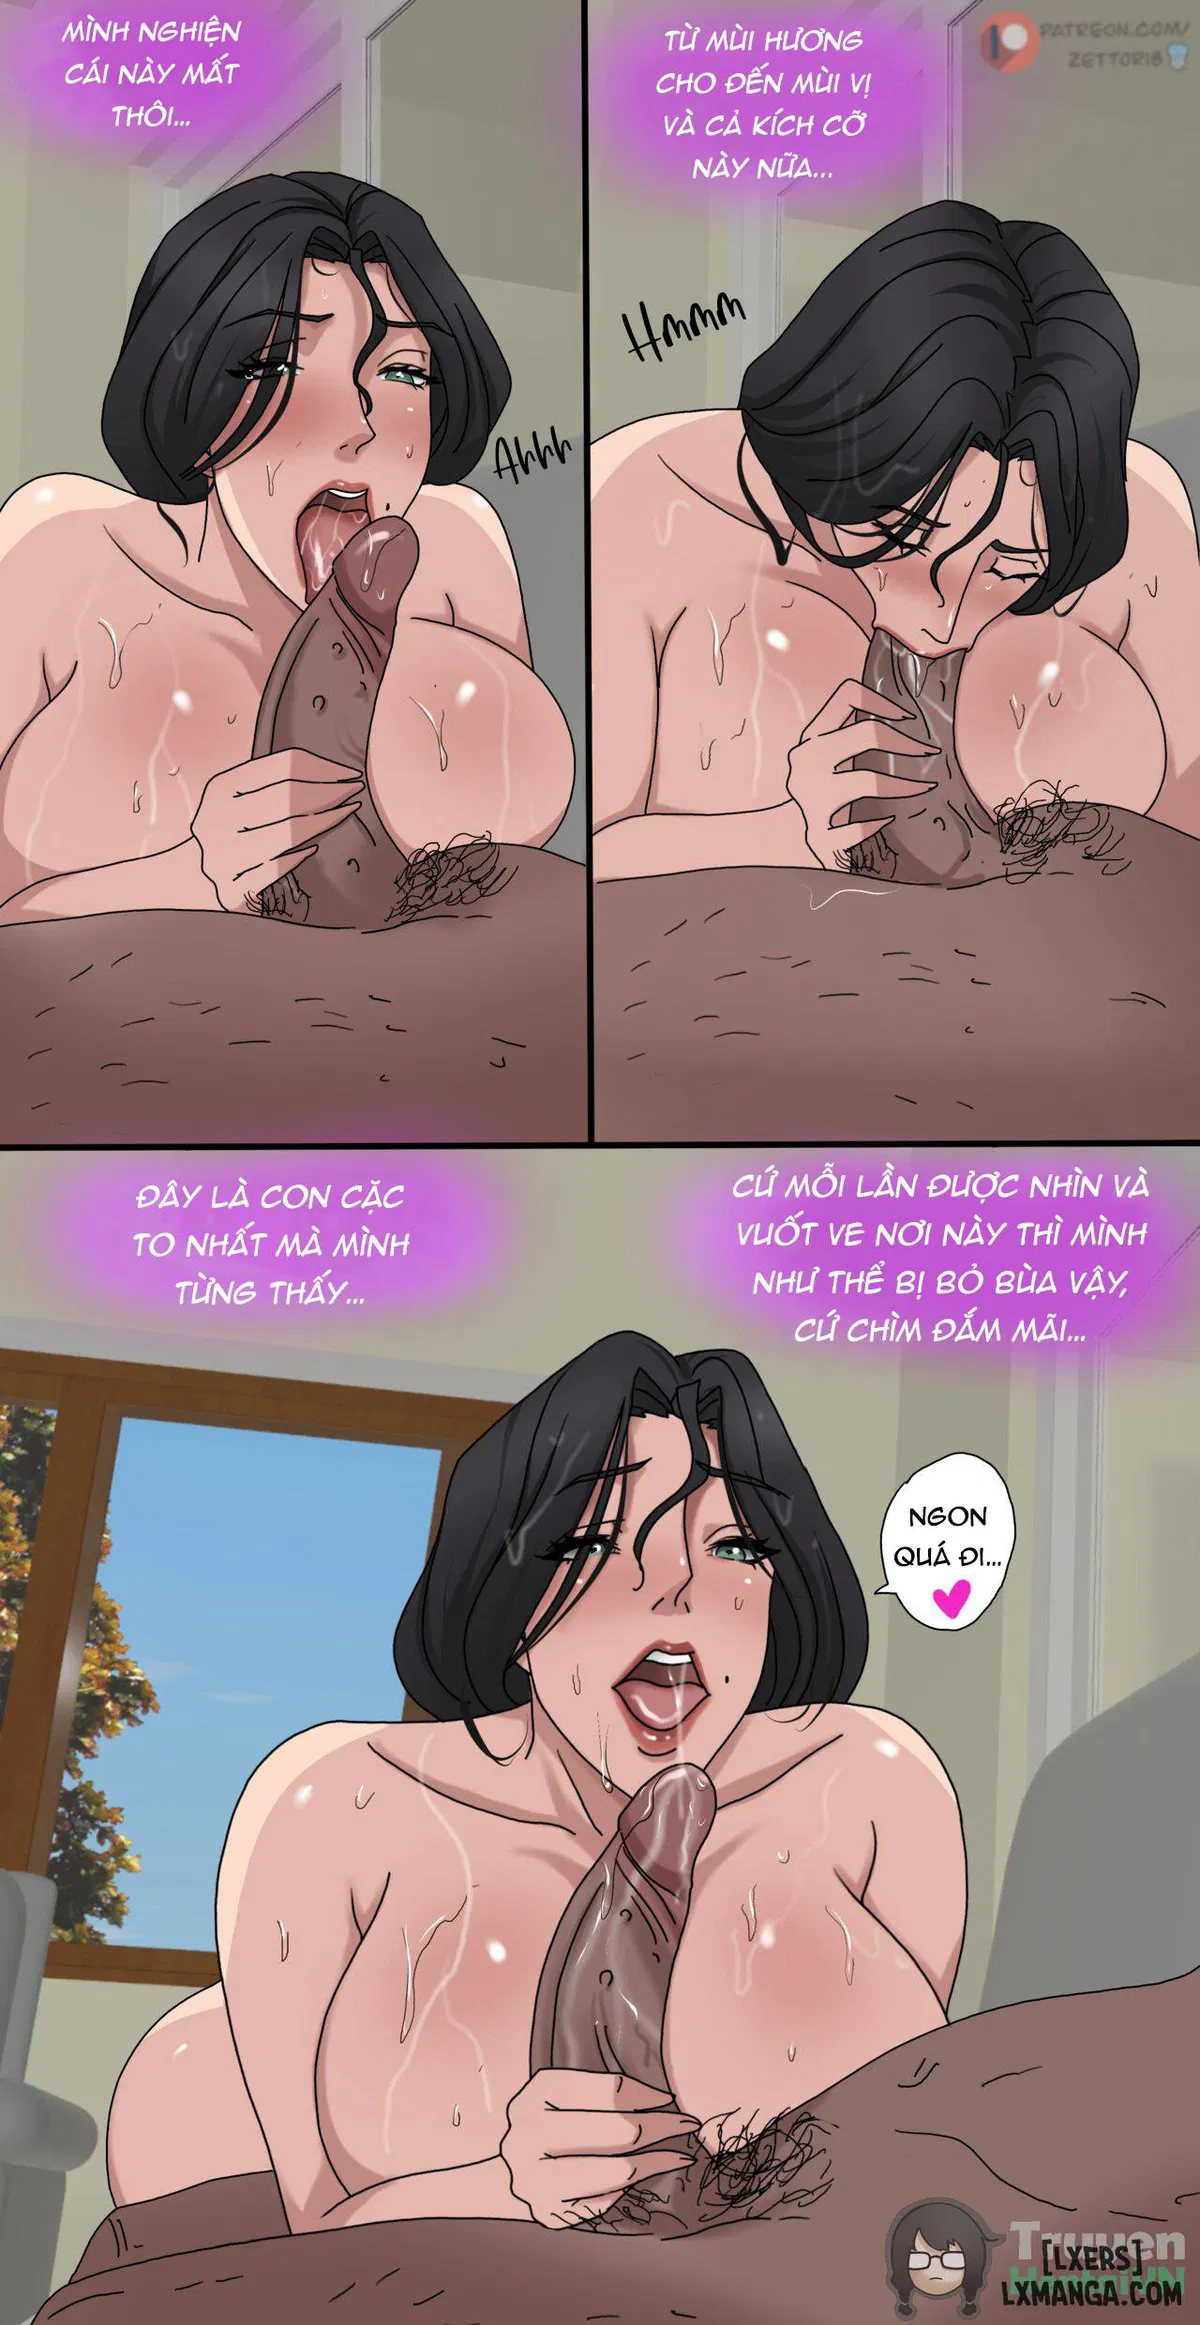 MÌNH NGHIỆN
CÁI NÀY MẤT
THÔI...
TỪ MÙI HƯƠNG
CHO ĐẾN MÙI VỊ
VÀ CẢ KÍCH CỠ
NÀY NỮA...
PATREON.COM/
ZETTOR18
Ahhh
Hmmm
ĐÂY LÀ CON CẶC
TO NHẤT MÀ MÌNH
TỪNG THẤY...
CỨ MỖI LẦN ĐƯỢC NHÌN VÀ
VUỐT VE NƠI NÀY THÌ MÌNH
NHƯ THỂ BỊ BỎ BÙA VẬY,
CỨ CHÌM ĐẮM MÃI...
NGON
QUÁ ĐI...
Truyen
HentaiVN
[LXERS]
LXMANGA.COM